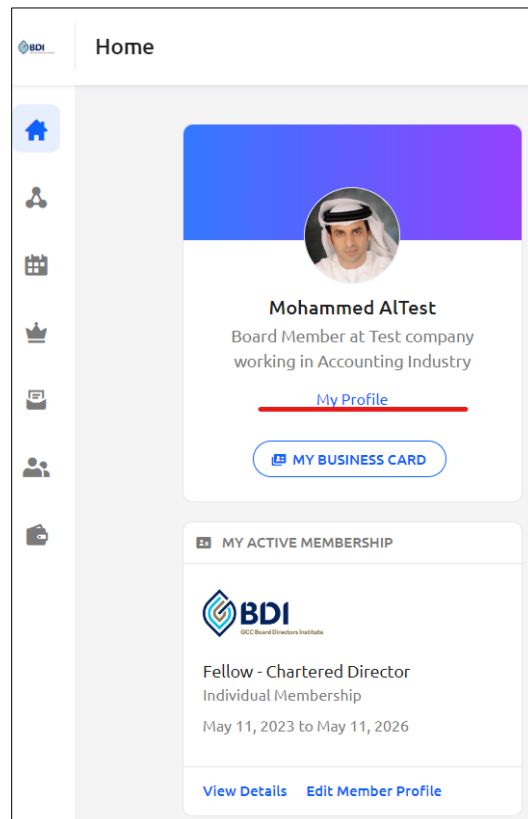 BDI
Home
Mohammed AlTest
Board Member at Test company
working in Accounting Industry
My Profile
MY BUSINESS CARD
MY ACTIVE MEMBERSHIP
BDI
GCC Board Directors Institute
Fellow - Chartered Director
Individual Membership
May 11, 2023 to May 11, 2026
View Details Edit Member Profile